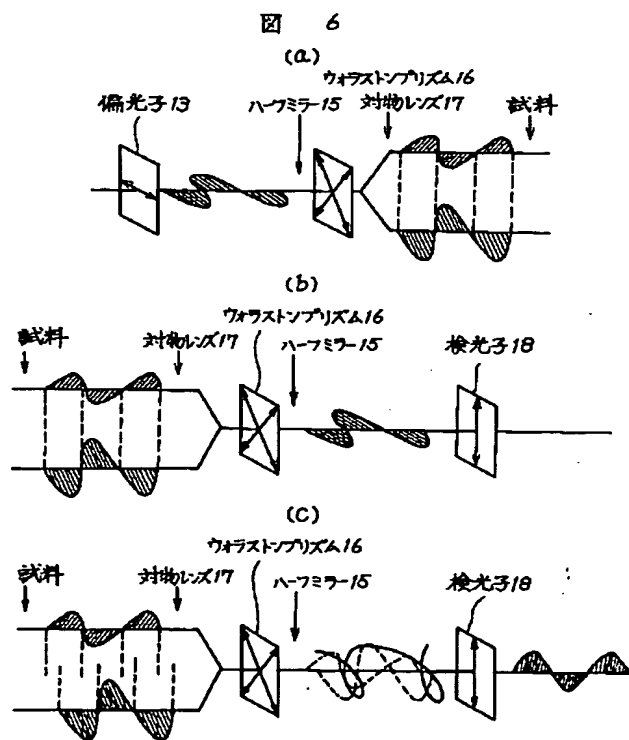 図 6
(a)
ウォラストンプリズム16
偏光子13 ハーフミラー15 対物レンズ17 試料
(b)
ウォラストンプリズム16
試料 対物レンズ17 ハーフミラー15 検光子18
(c)
ウォラストンプリズム16
試料 対物レンズ17 ハーフミラー15 検光子18